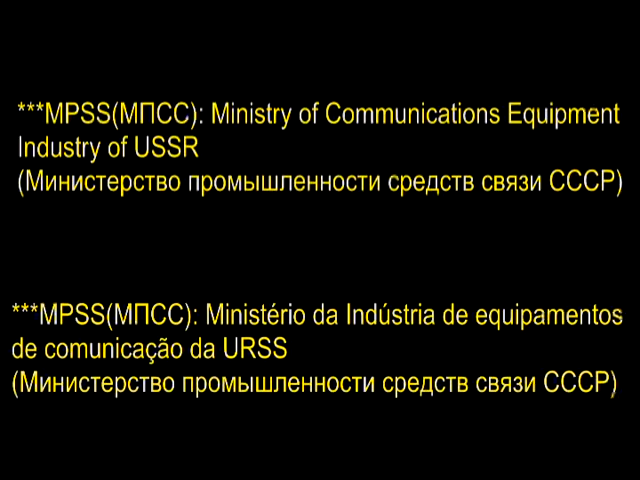 ***MPSS(МПСС): Ministry of Communications Equipment
Industry of USSR
(Министерство промышленности средств связи СССР)
***MPSS(МПСС): Ministério da Indústria de equipamentos
de comunicação da URSS
(Министерство промышленности средств связи СССР)